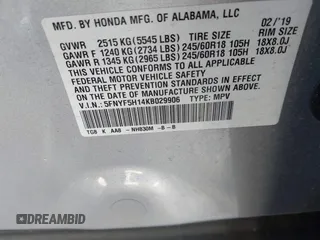 MFD. BY HONDA MFG. OF ALABAMA, LLC 02/'19
GVWR 2515 KG (5545 LBS) TIRE SIZE RIM SIZE
GAWR F 1240 KG (2734 LBS) 245/60R18 105H 18X8.0J
GAWR R 1345 KG (2965 LBS) 245/60R18 105H 18X8.0J
THIS VEHICLE CONFORMS TO ALL APPLICABLE
FEDERAL MOTOR VEHICLE SAFETY, BUMPER,
AND THEFT PREVENTION STANDARDS IN EFFECT
ON THE DATE OF MANUFACTURE SHOWN ABOVE.
V.I.N.: 5FNYF5H14KB029906 TYPE: MPV
TG8 K AA8 -NH830M -B-B
DREAMBID